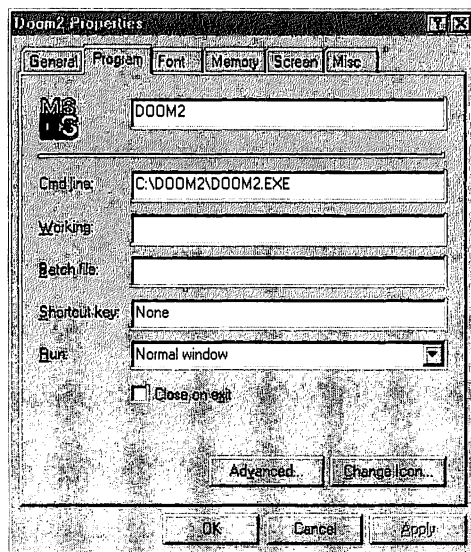 Doom2 Properties
General Program Font Memory Screen Misc
MS
DOS
DOOM2
Cmd line: C:\DOOM2\DOOM2.EXE
Working:
Batch file:
Shortcut key: None
Run: Normal window
Close on exit
Advanced... Change Icon...
OK Cancel Apply